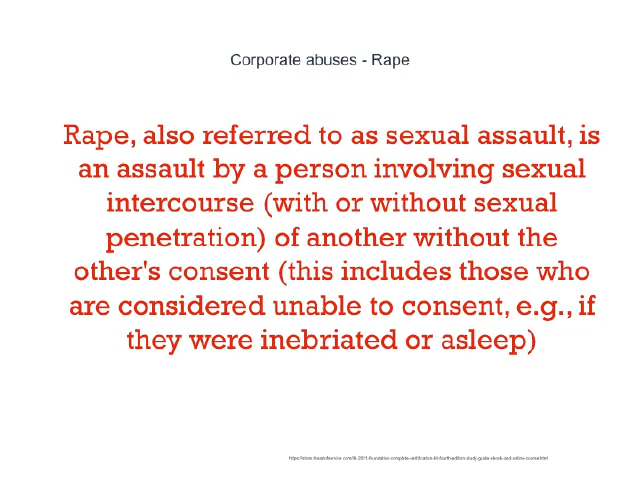 Corporate abuses - Rape
Rape, also referred to as sexual assault, is
an assault by a person involving sexual
intercourse (with or without sexual
penetration) of another without the
other's consent (this includes those who
are considered unable to consent, e.g., if
they were inebriated or asleep)